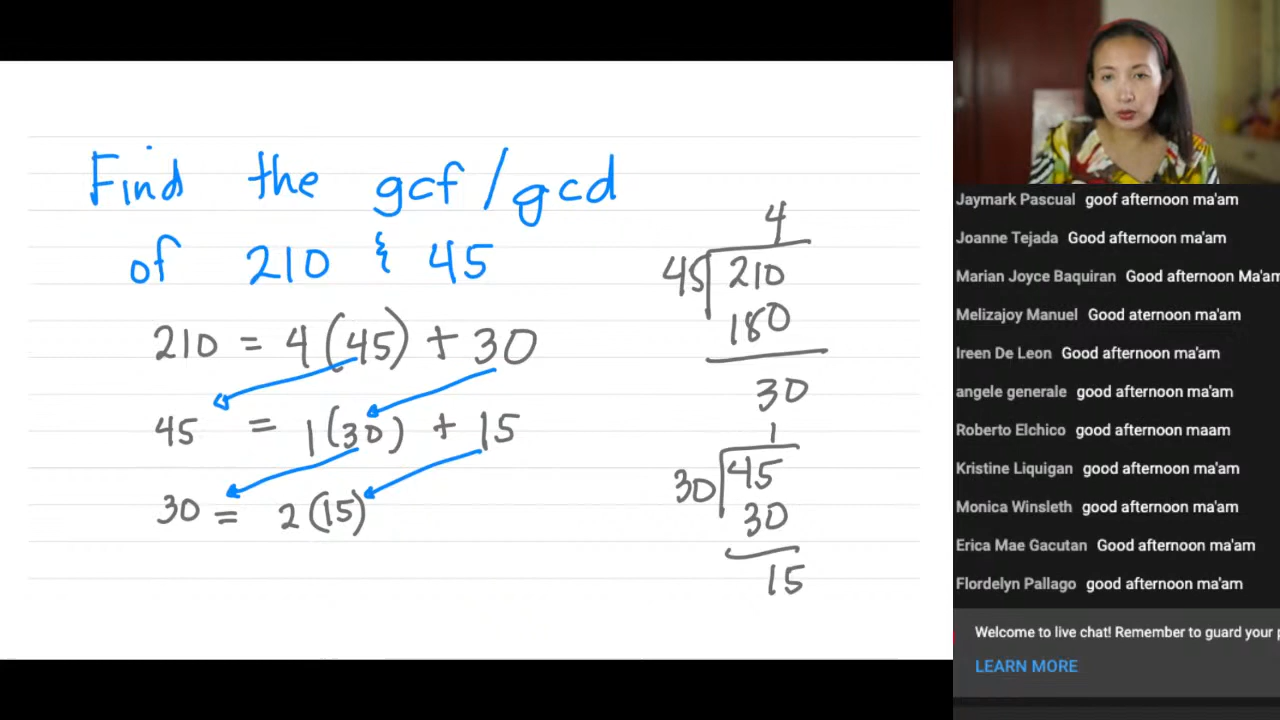 Find the gcf/gcd
of 210 & 45
210 = 4(45) + 30
45 = 1(30) + 15
30 = 2(15)
4
45 210
180
30
1
30 45
30
15
Jaymark Pascual goof afternoon ma'am
Joanne Tejada Good afternoon ma'am
Marian Joyce Baquiran Good afternoon Ma'am
Melizajoy Manuel Good aternoon ma'am
Ireen De Leon Good afternoon ma'am
angele generale good afternoon ma'am
Roberto Elchico good afternoon maam
Kristine Liquigan good afternoon ma'am
Monica Winsleth good afternoon ma'am
Erica Mae Gacutan Good afternoon ma'am
Flordelyn Pallago good afternoon ma'am
Welcome to live chat! Remember to guard your
LEARN MORE